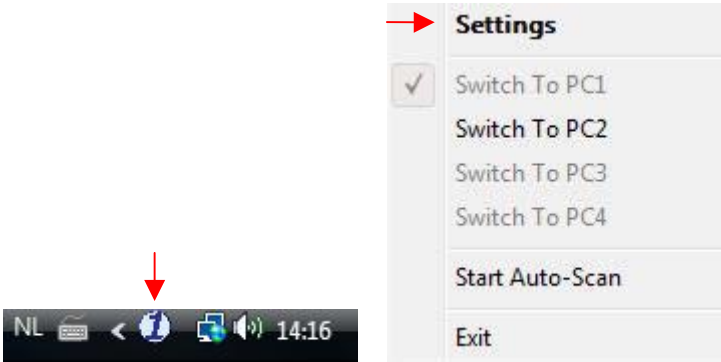 Settings
Switch To PC1
Switch To PC2
Switch To PC3
Switch To PC4
Start Auto-Scan
Exit
NL
1
14:16